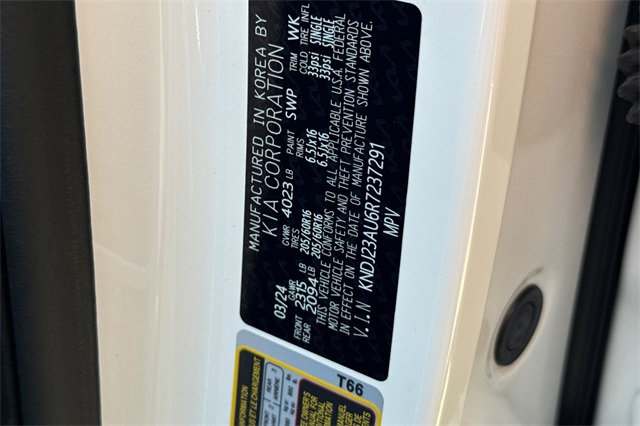 MANUFACTURED IN KOREA BY
KIA CORPORATION
03/24 GVWR 4023 LB PAINT SWP TRIM WK
GAWR TIRES RIMS COLD TIRE INFL
FRONT 2315 LB 205/60R16 6.5Jx16 33psi SINGLE
REAR 2094 LB 205/60R16 6.5Jx16 33psi SINGLE
THIS VEHICLE CONFORMS TO ALL APPLICABLE U.S.A. FEDERAL
MOTOR VEHICLE SAFETY AND THEFT PREVENTION STANDARDS
IN EFFECT ON THE DATE OF MANUFACTURE SHOWN ABOVE.
V.I.N KNDJ23AU6R7237291
MPV
T66